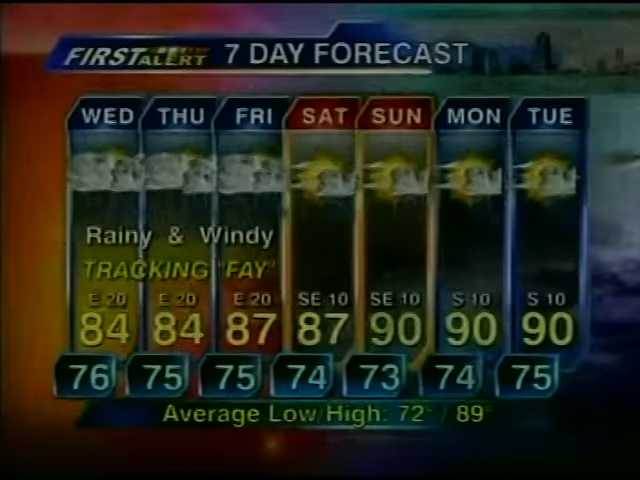 FIRST ALERT 7 DAY FORECAST
WED THU FRI SAT SUN MON TUE
Rainy & Windy
TRACKING "FAY"
E 20 E 20 E 20 SE 10 SE 10 S 10 S 10
84 84 87 87 90 90 90
76 75 75 74 73 74 75
Average Low/High: 72° / 89°